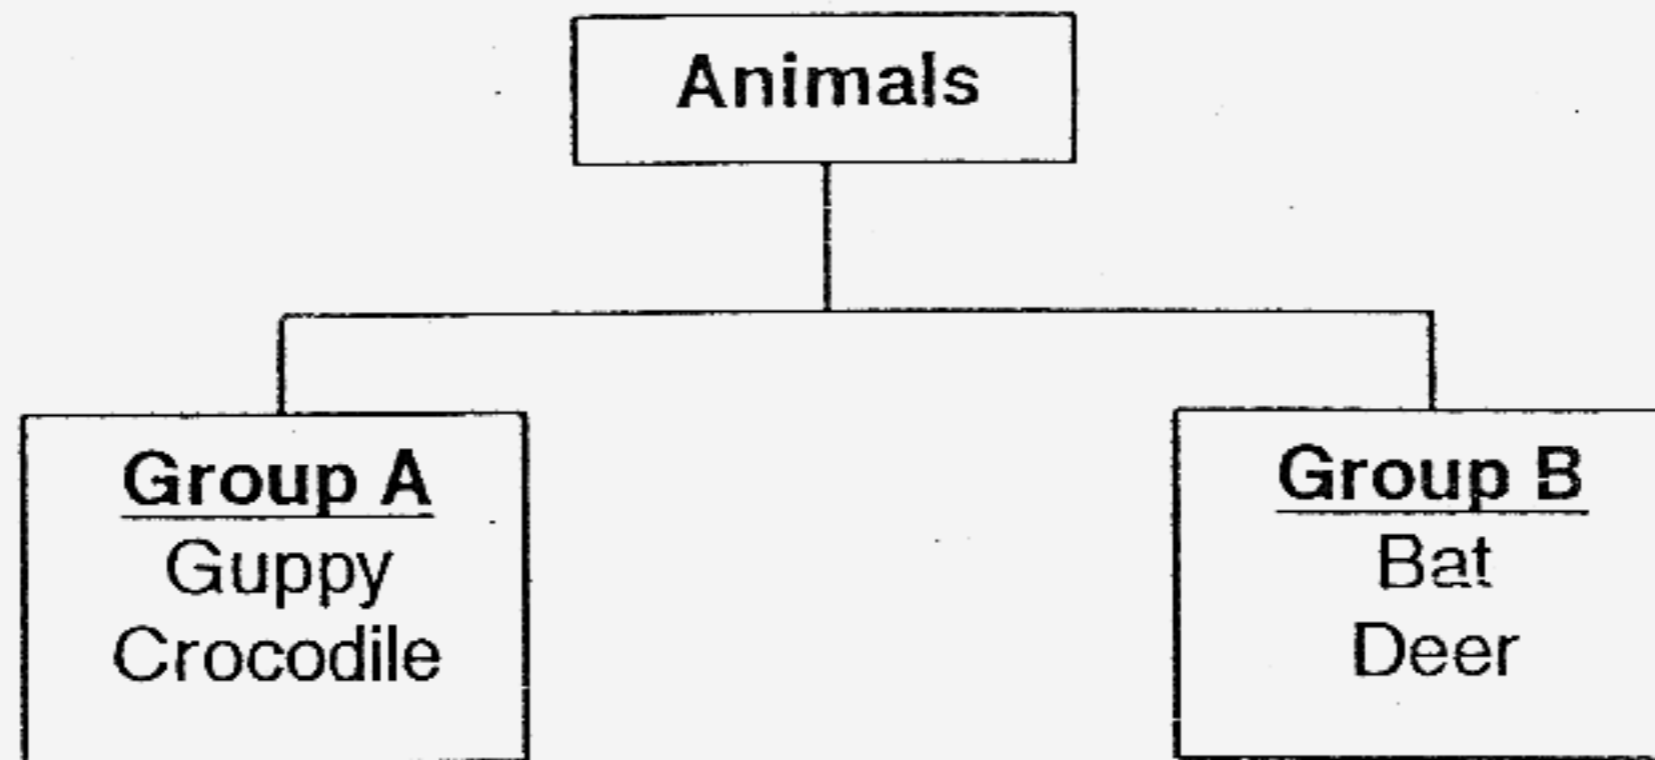 Animals
Group A
Guppy
Crocodile
Group B
Bat
Deer